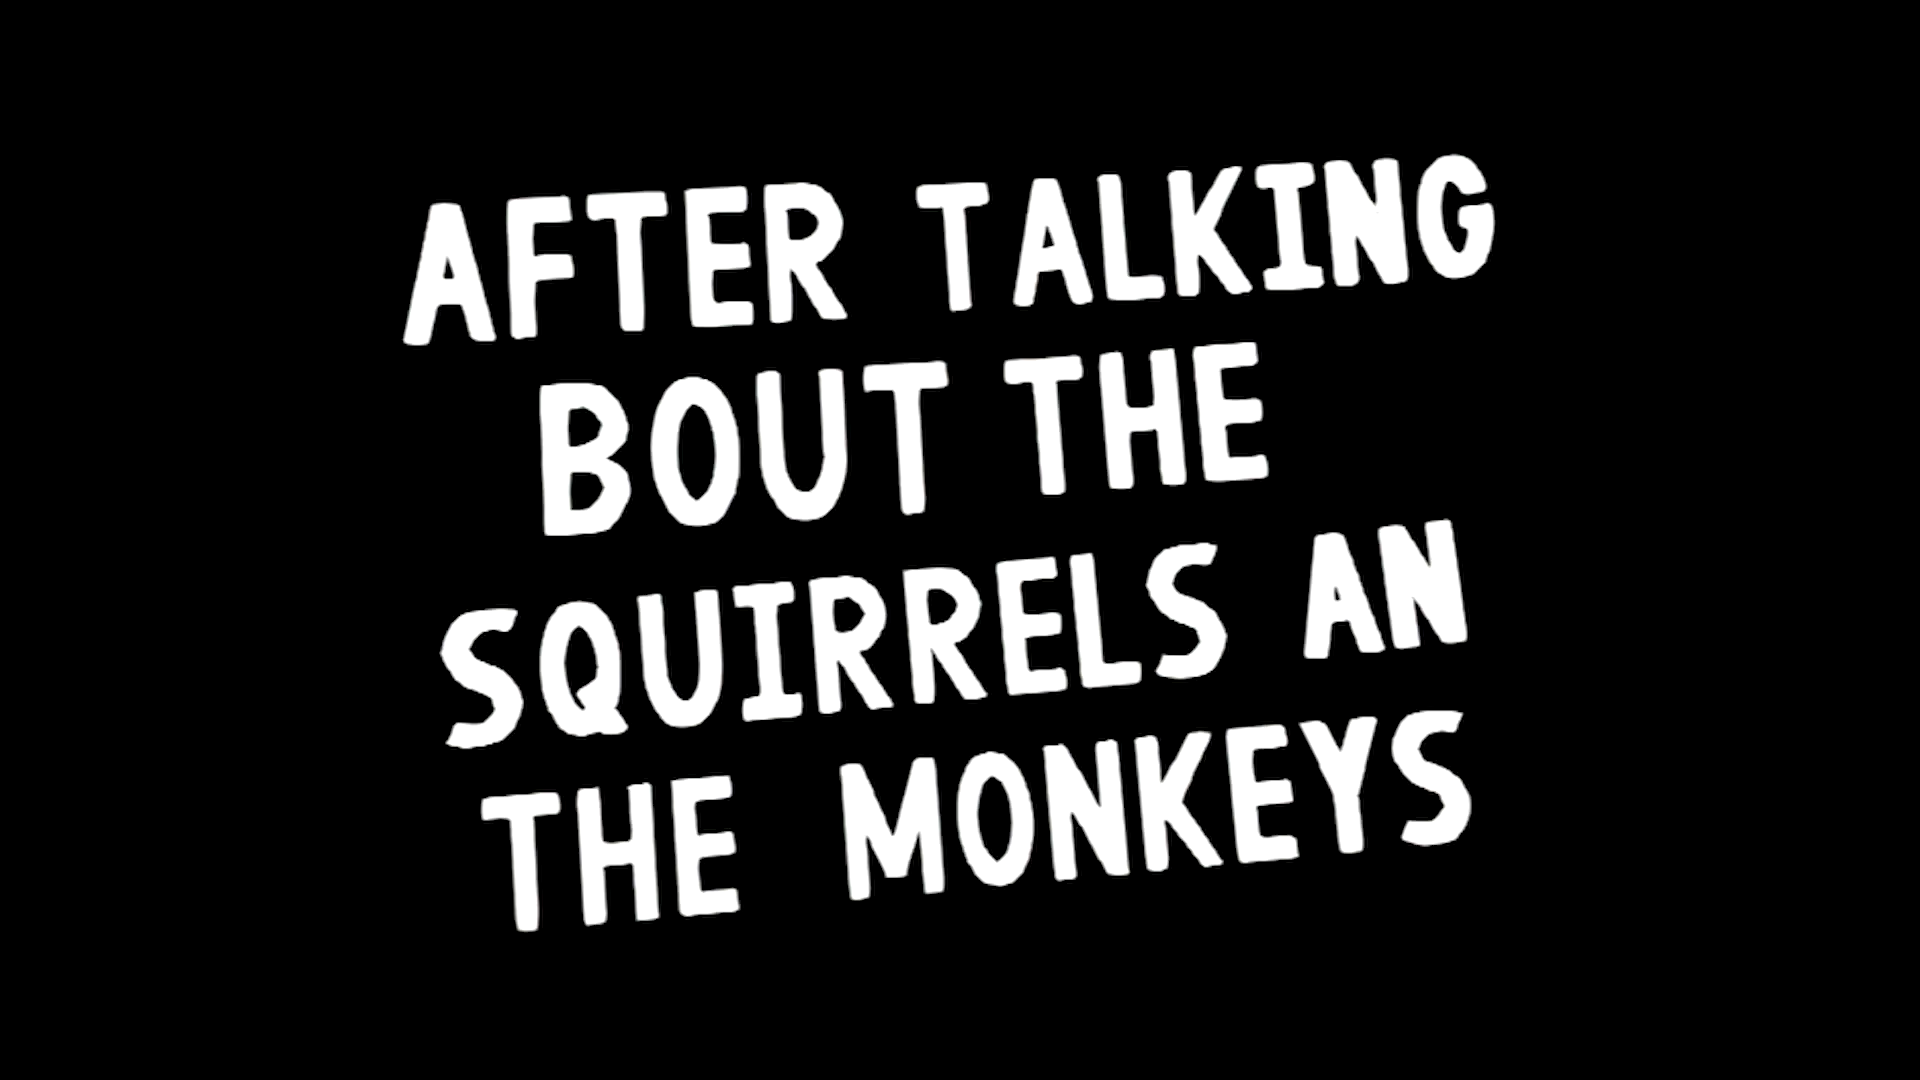 AFTER TALKING
BOUT THE
SQUIRRELS AN
THE MONKEYS